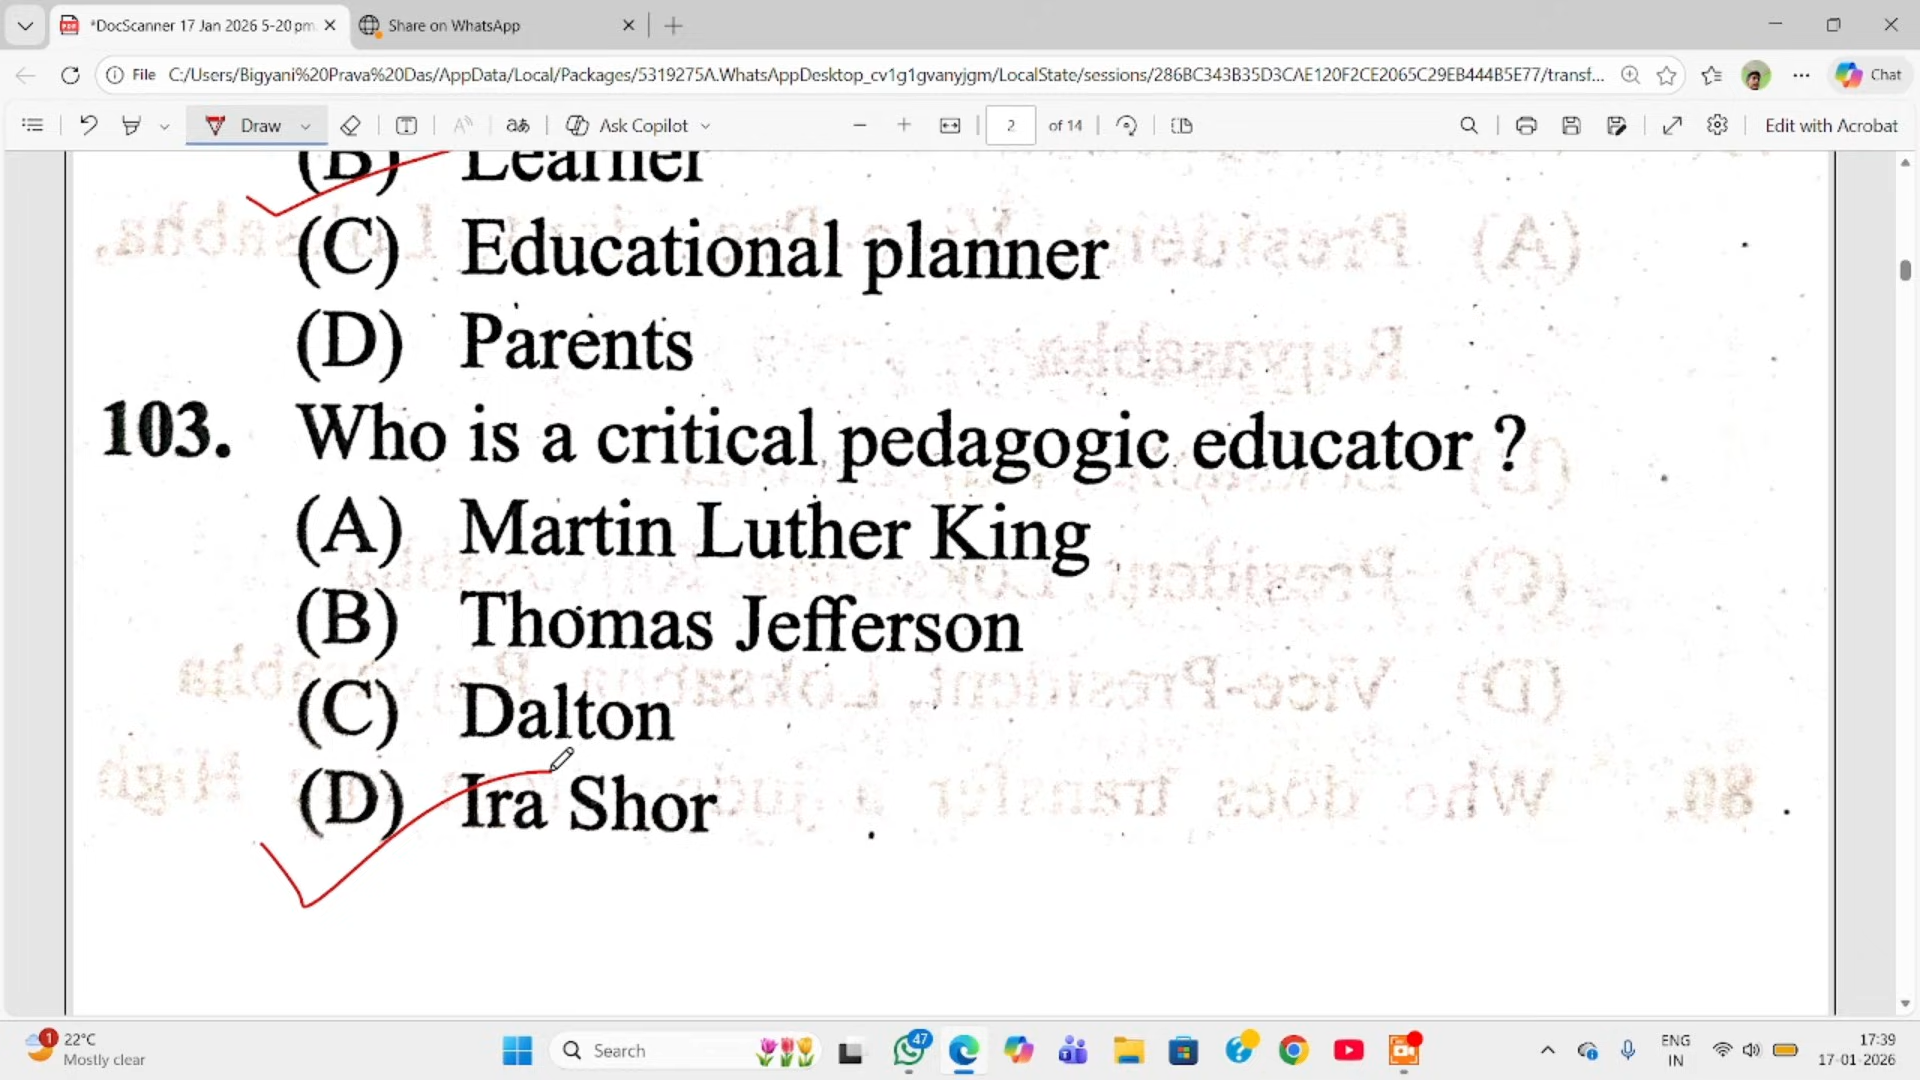 *DocScanner 17 Jan 2026 5-20 pm
Share on WhatsApp
File C:/Users/Bigyani%20Prava%20Das/AppData/Local/Packages/5319275A.WhatsAppDesktop_cv1g1gvanyjgm/LocalState/sessions/286BC343B35D3CAE120F2CE2065C29EB444B5E77/transf...
Chat
Draw
Ask Copilot
2 of 14
Edit with Acrobat
(B) Learner
(C) Educational planner
(D) Parents
103. Who is a critical pedagogic educator ?
(A) Martin Luther King
(B) Thomas Jefferson
(C) Dalton
(D) Ira Shor
1
22°C
Mostly clear
Search
47
ENG
IN
17:39
17-01-2026